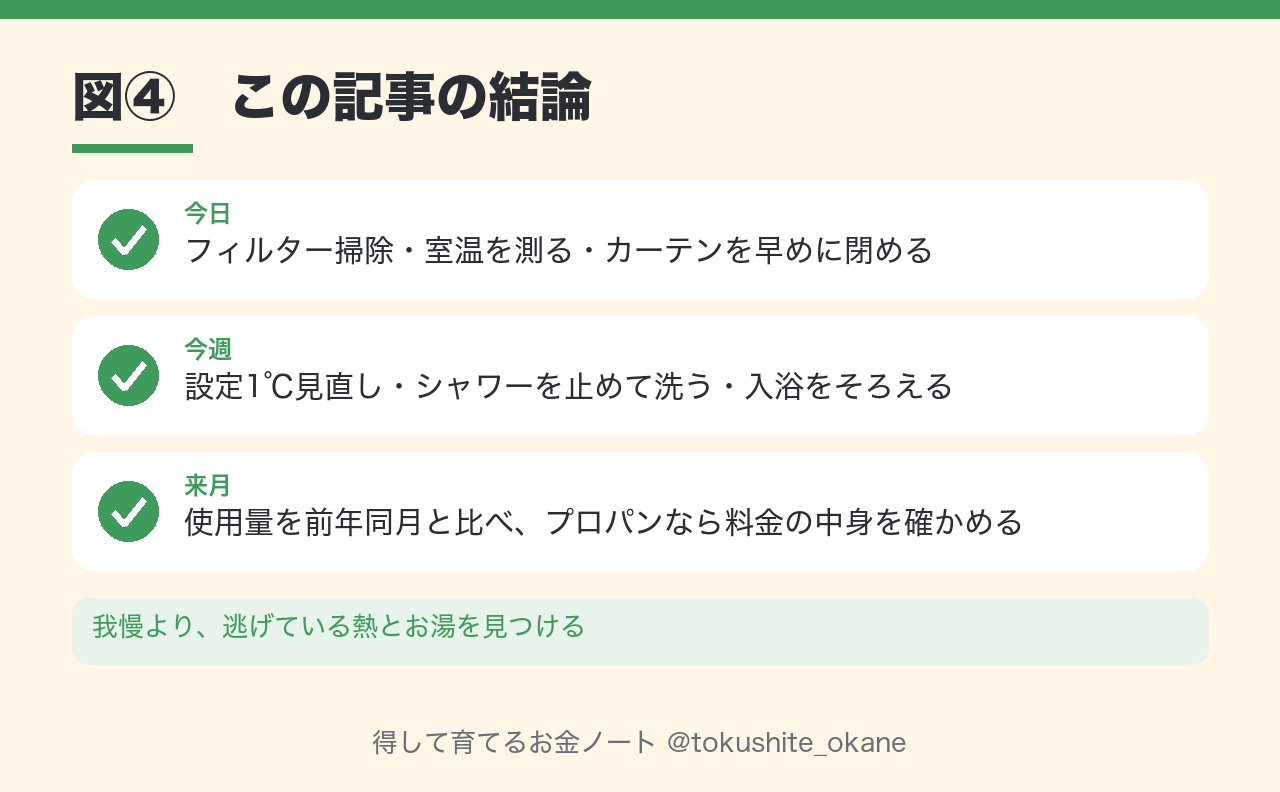 図④　この記事の結論
今日
フィルター掃除・室温を測る・カーテンを早めに閉める
今週
設定1℃見直し・シャワーを止めて洗う・入浴をそろえる
来月
使用量を前年同月と比べ、プロパンなら料金の中身を確かめる
我慢より、逃げている熱とお湯を見つける
得して育てるお金ノート @tokushite_okane